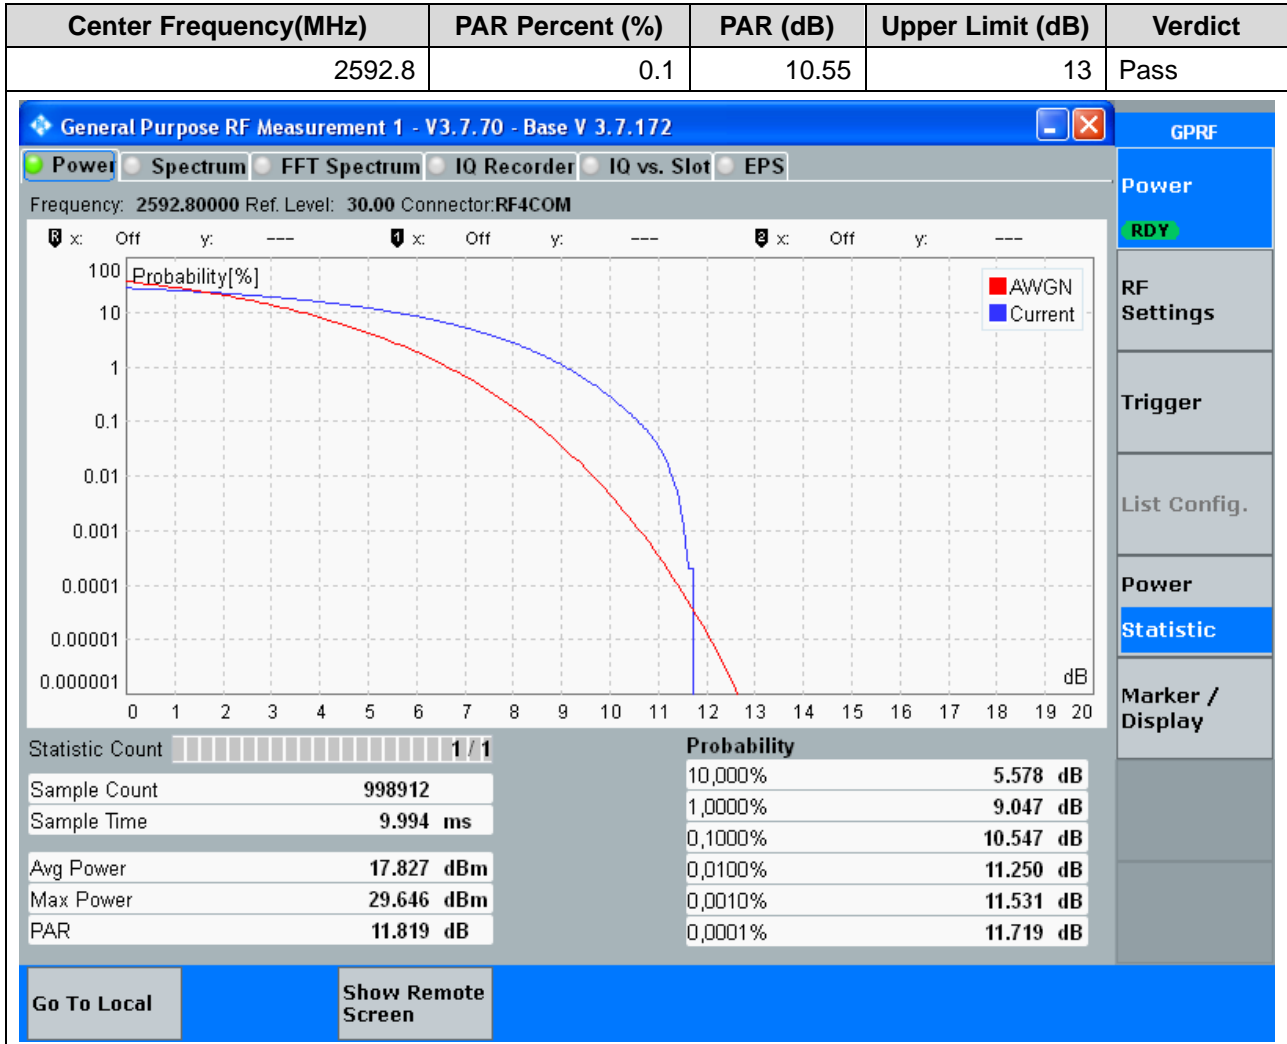 Center Frequency(MHz) PAR Percent (%) PAR (dB) Upper Limit (dB) Verdict
2592.8 0.1 10.55 13 Pass
General Purpose RF Measurement 1 - V3.7.70 - Base V 3.7.172
GPRF
Power Spectrum FFT Spectrum IQ Recorder IQ vs. Slot EPS
Frequency: 2592.80000 Ref. Level: 30.00 Connector:RF4COM
R x: Off y: --- 1 x: Off y: --- 2 x: Off y: ---
Probability[%]
100
10
1
0.1
0.01
0.001
0.0001
0.00001
0.000001
AWGN
Current
dB
0 1 2 3 4 5 6 7 8 9 10 11 12 13 14 15 16 17 18 19 20
Statistic Count 1 / 1
Sample Count 998912
Sample Time 9.994 ms
Avg Power 17.827 dBm
Max Power 29.646 dBm
PAR 11.819 dB
Probability
10,000% 5.578 dB
1,0000% 9.047 dB
0,1000% 10.547 dB
0,0100% 11.250 dB
0,0010% 11.531 dB
0,0001% 11.719 dB
Power
RDY
RF
Settings
Trigger
List Config.
Power
Statistic
Marker /
Display
Go To Local
Show Remote
Screen